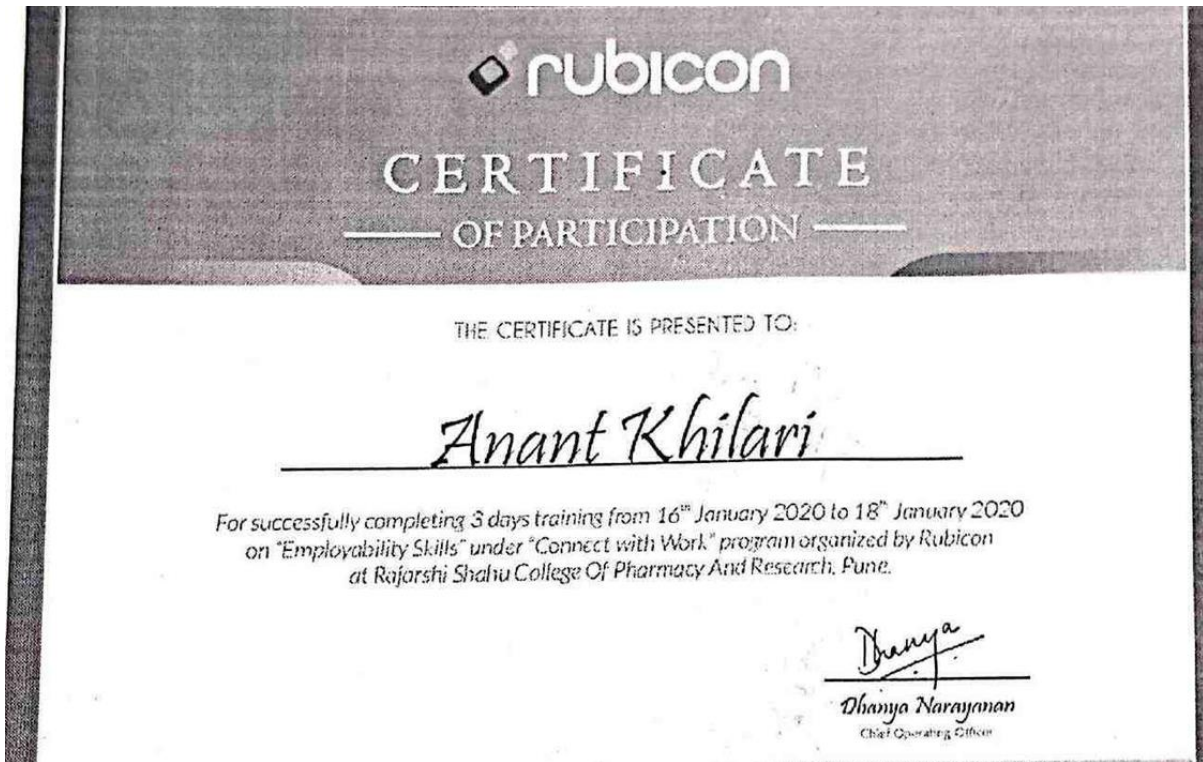 rubicon
CERTIFICATE
OF PARTICIPATION
THE CERTIFICATE IS PRESENTED TO:
Anant Khilari
For successfully completing 3 days training from 16th January 2020 to 18th January 2020
on "Employability Skills" under "Connect with Work" program organized by Rubicon
at Rajarshi Shahu College Of Pharmacy And Research, Pune.
Dhanya
Dhanya Narayanan
Chief Operating Officer